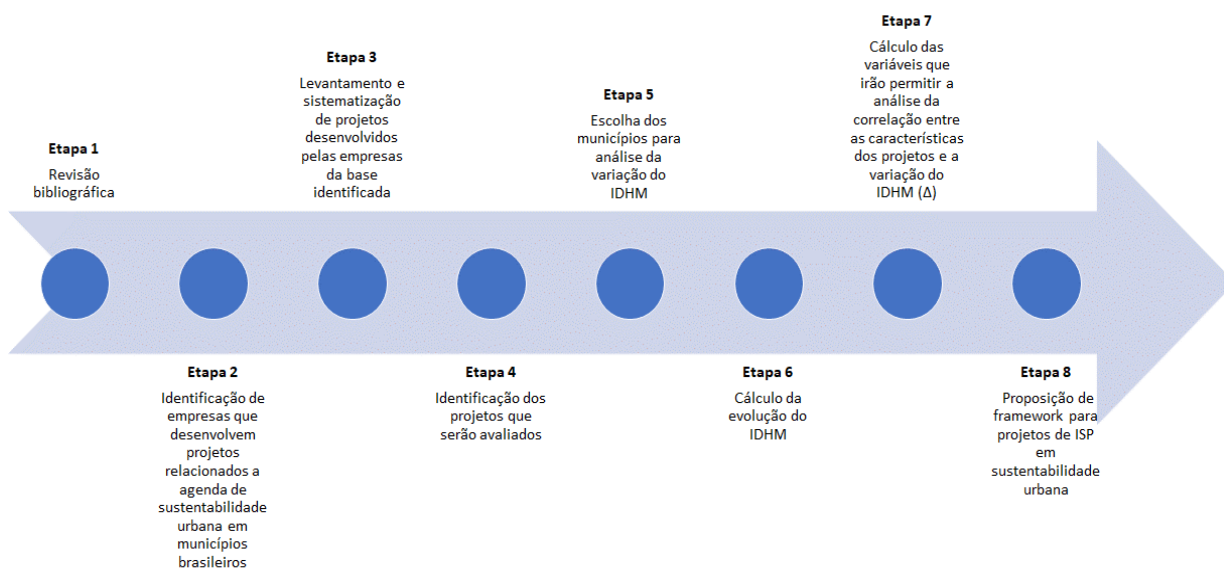 Etapa 1
Revisão
bibliográfica
Etapa 2
Identificação de
empresas que
desenvolvem
projetos
relacionados a
agenda de
sustentabilidade
urbana em
municípios
brasileiros
Etapa 3
Levantamento e
sistematização
de projetos
desenvolvidos
pelas empresas
da base
identificada
Etapa 4
Identificação dos
projetos que
serão avaliados
Etapa 5
Escolha dos
municípios para
análise da
variação do
IDHM
Etapa 6
Cálculo da
evolução do
IDHM
Etapa 7
Cálculo das
variáveis que
irão permitir a
análise da
correlação entre
as características
dos projetos e a
variação do
IDHM (Δ)
Etapa 8
Proposição de
framework para
projetos de ISP
em
sustentabilidade
urbana